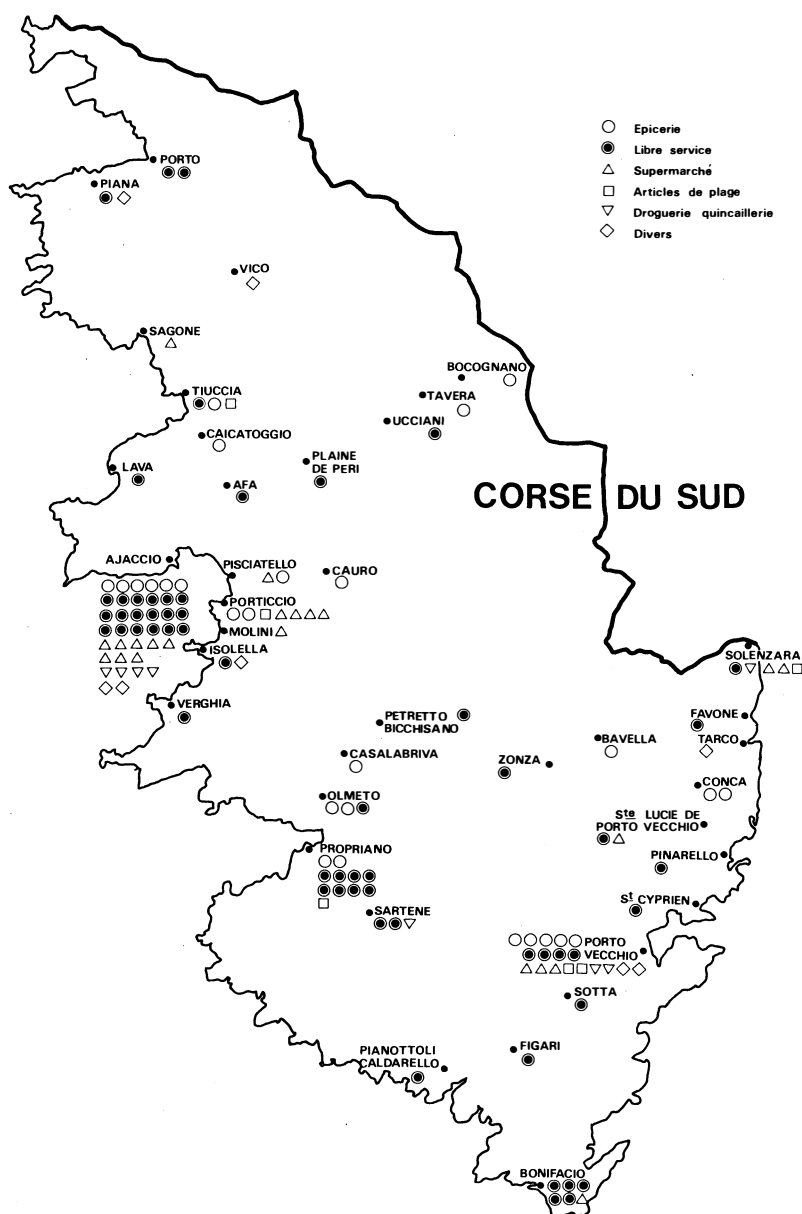 Epicerie
Libre service
Supermarché
Articles de plage
Droguerie quincaillerie
Divers
PORTO
PIANA
VICO
SAGONE
BOCOGNANO
TIUCCIA
TAVERA
UCCIANI
CAICATOGGIO
PLAINE
DE PERI
LAVA
AFA
CORSE DU SUD
AJACCIO
PISCIATELLO
CAURO
PORTICCIO
MOLINI
ISOLELLA
SOLENZARA
VERGHIA
PETRETTO
BICCHISANO
FAVONE
BAVELLA
TARCO
CASALABRIVA
ZONZA
CONCA
OLMETO
Ste LUCIE DE
PORTO VECCHIO
PROPRIANO
PINARELLO
St CYPRIEN
SARTENE
PORTO
VECCHIO
SOTTA
PIANOTTOLI
CALDARELLO
FIGARI
BONIFACIO